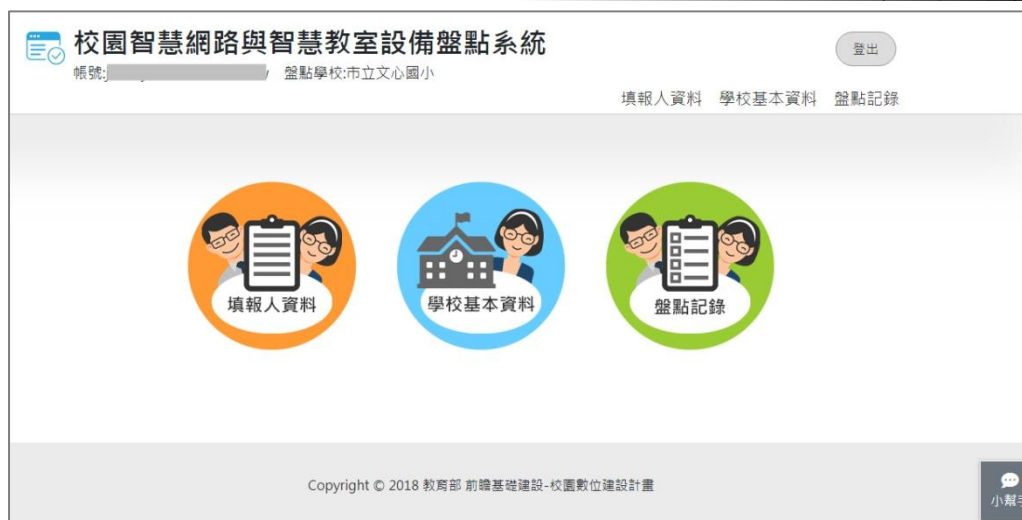 校園智慧網路與智慧教室設備盤點系統
登出
帳號: 盤點學校:市立文心國小
填報人資料 學校基本資料 盤點記錄
填報人資料 學校基本資料 盤點記錄
Copyright © 2018 教育部 前瞻基礎建設-校園數位建設計畫
小幫手